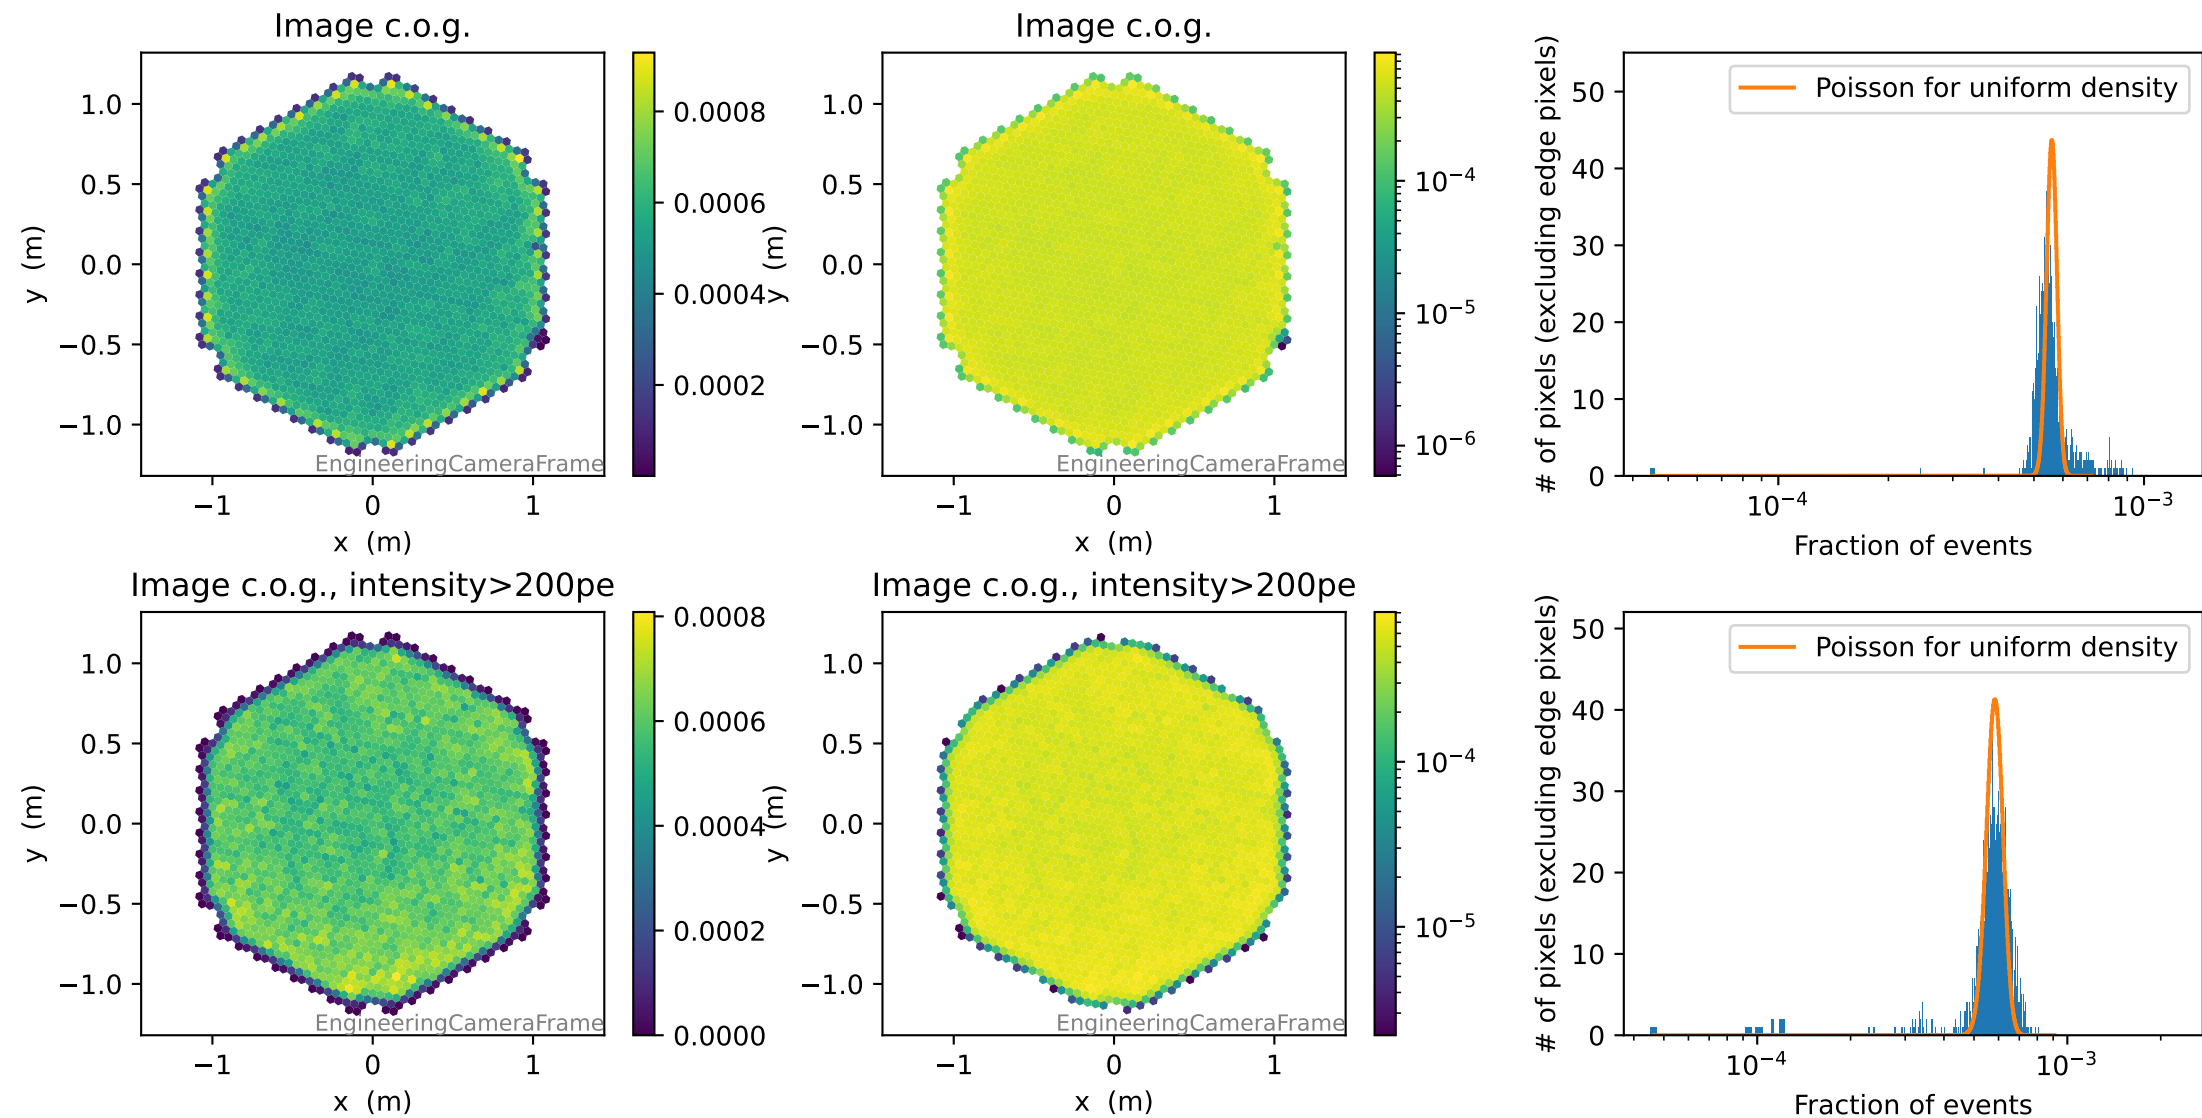 Image c.o.g.
1.0
0.5
0.0
−0.5
−1.0
y (m)
−1
0
1
x (m)
EngineeringCameraFrame
0.0008
0.0006
0.0004
0.0002
Image c.o.g.
1.0
0.5
0.0
−0.5
−1.0
y (m)
−1
0
1
x (m)
EngineeringCameraFrame
10−4
10−5
10−6
# of pixels (excluding edge pixels)
50
40
30
20
10
0
Poisson for uniform density
10−4
10−3
Fraction of events
Image c.o.g., intensity>200pe
1.0
0.5
0.0
−0.5
−1.0
y (m)
−1
0
1
x (m)
EngineeringCameraFrame
0.0008
0.0006
0.0004
0.0002
0.0000
Image c.o.g., intensity>200pe
1.0
0.5
0.0
−0.5
−1.0
y (m)
−1
0
1
x (m)
EngineeringCameraFrame
10−4
10−5
# of pixels (excluding edge pixels)
50
40
30
20
10
0
Poisson for uniform density
10−4
10−3
Fraction of events